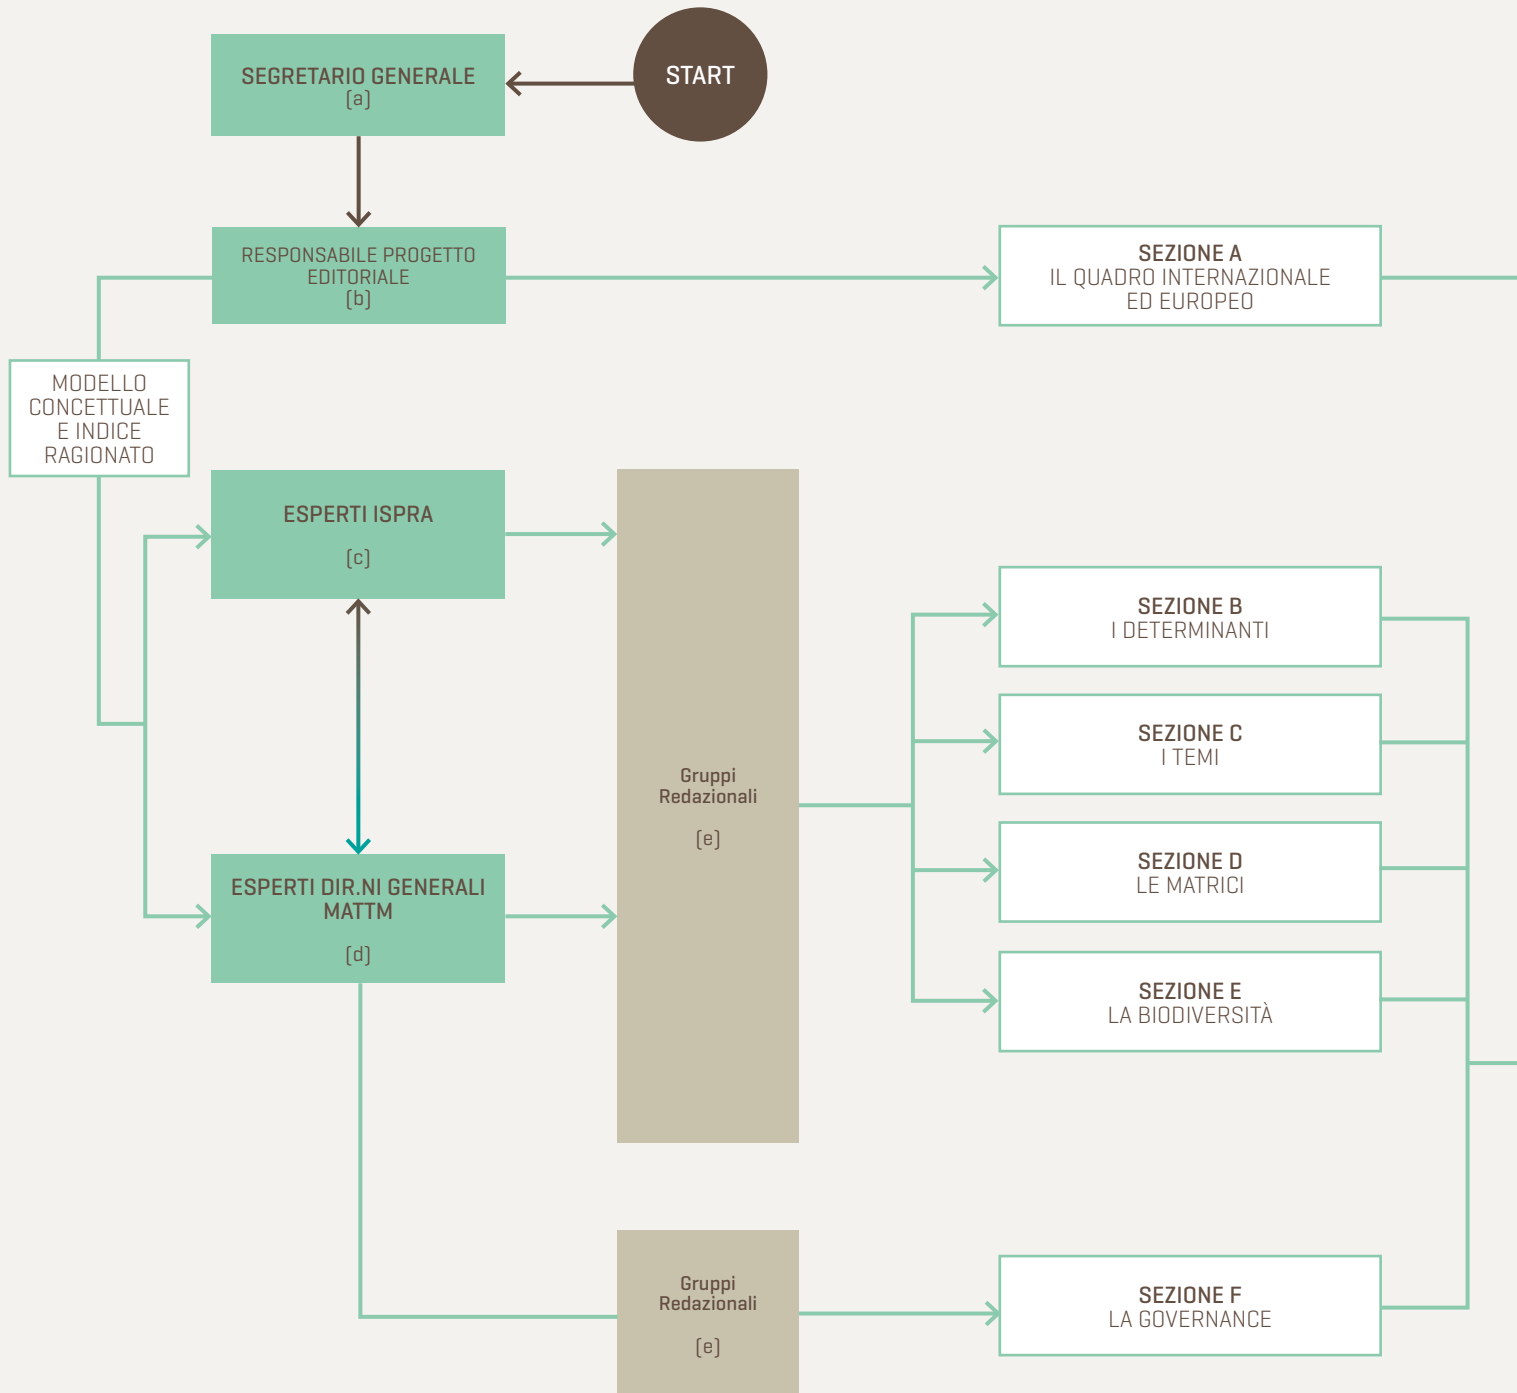 START
SEGRETARIO GENERALE
(a)
RESPONSABILE PROGETTO
EDITORIALE
(b)
SEZIONE A
IL QUADRO INTERNAZIONALE
ED EUROPEO
MODELLO
CONCETTUALE
E INDICE
RAGIONATO
ESPERTI ISPRA
(c)
ESPERTI DIR.NI GENERALI
MATTM
(d)
Gruppi
Redazionali
(e)
SEZIONE B
I DETERMINANTI
SEZIONE C
I TEMI
SEZIONE D
LE MATRICI
SEZIONE E
LA BIODIVERSITÀ
Gruppi
Redazionali
(e)
SEZIONE F
LA GOVERNANCE